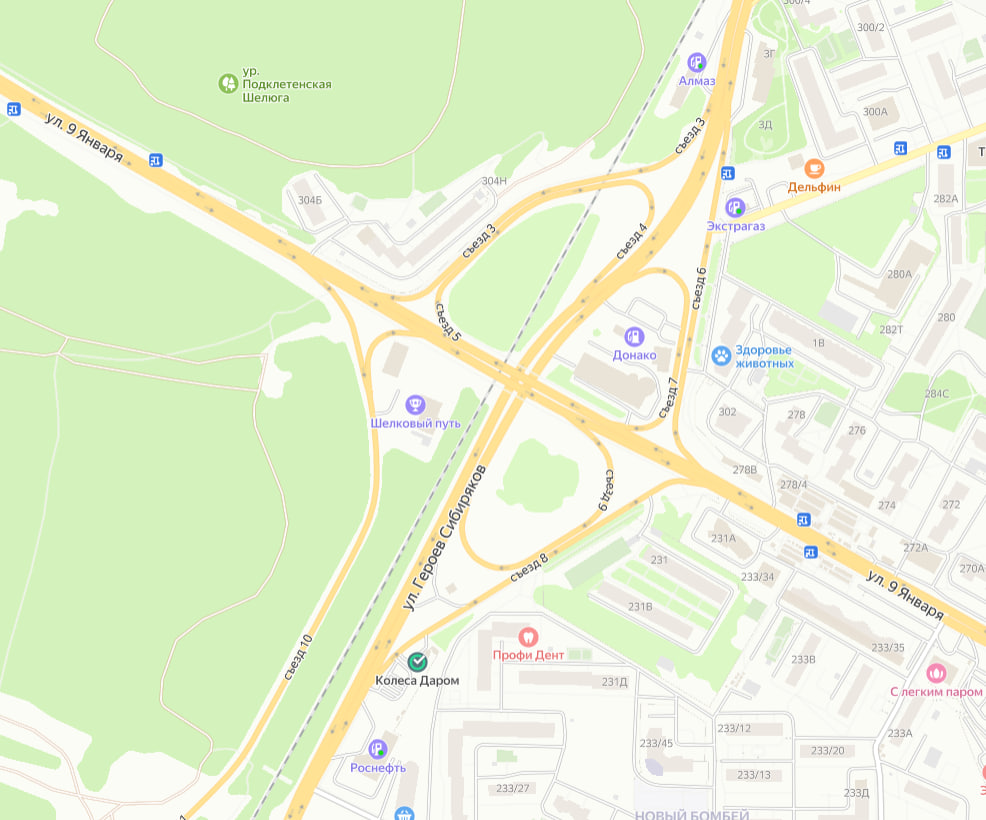 300/4
300/2
3Г
Алмаз
ур.
Подклетенская
Шелюга
300А
ул. 9 Января
съезд 3
3Д
Дельфин
304Н
304Б
282А
Экстрагаз
съезд 3
съезд 4
съезд 6
280А
съезд 5
280
282Т
Донако
1В
Здоровье
животных
съезд 7
284С
Шелковый путь
302
278
276
278В
съезд 9
278/4
274
272
ул. Героев Сибиряков
231А
272А
съезд 8
231
233/34
270А
ул. 9 Января
231В
съезд 10
Профи Дент
233/35
233В
Колеса Даром
231Д
С легким паром
233/12
233А
233/45
233/20
Роснефть
233/13
233/27
233Д
НОВЫЙ БОМБЕЙ